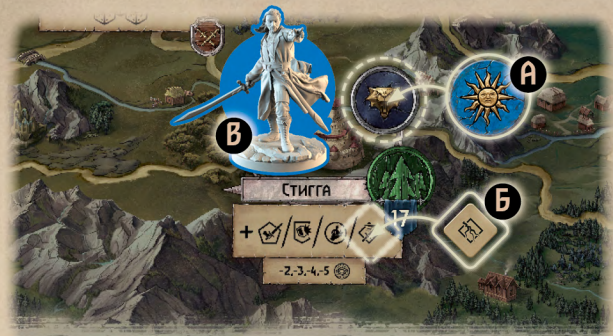 А
В
Стигга
Б
17
+ / / /
-2,-3,-4,-5